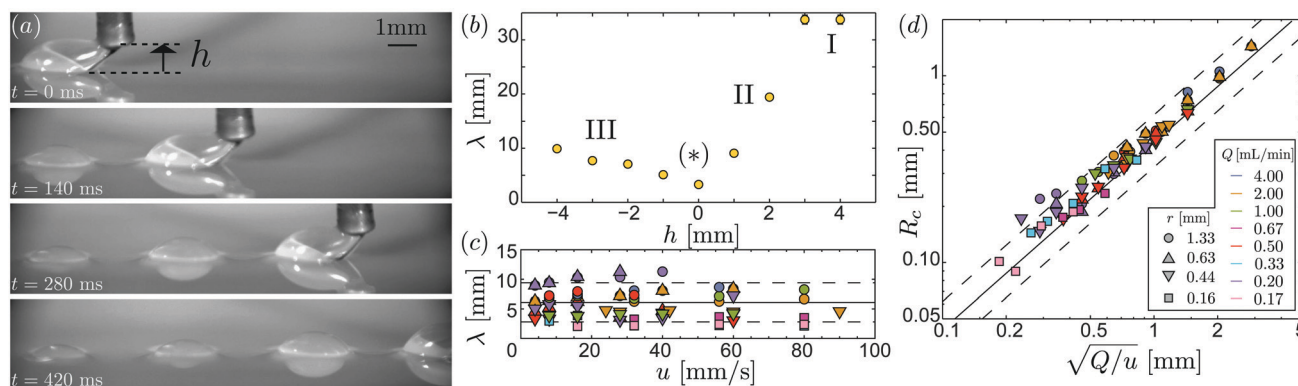 (a)
1mm
h
t = 0 ms
t = 140 ms
t = 280 ms
t = 420 ms
(b)
λ [mm]
30
20
10
0
I
II
III
(*)
−4 −2 0 2 4
h [mm]
(c)
λ [mm]
15
10
5
0
0 20 40 60 80 100
u [mm/s]
(d)
R_c [mm]
1
0.50
0.10
0.05
0.1 0.2 0.5 1 2 5
√Q/u [mm]
r [mm]
1.33
0.63
0.44
0.16
Q [mL/min]
4.00
2.00
1.00
0.67
0.50
0.33
0.20
0.17